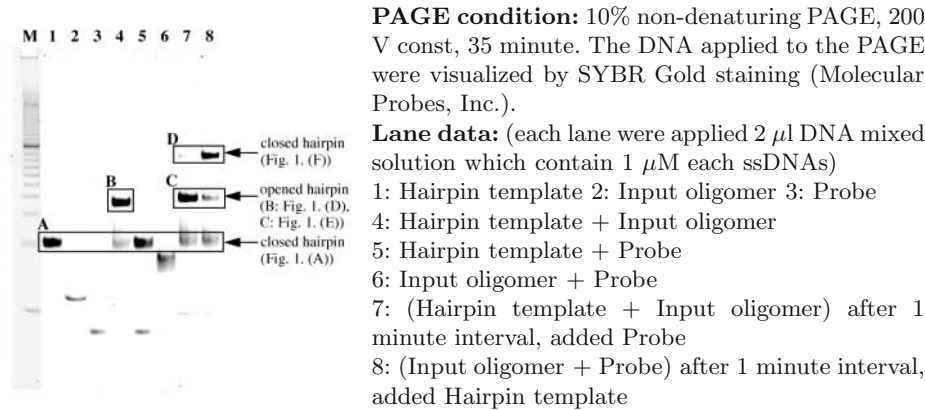 M 1 2 3 4 5 6 7 8
D
closed hairpin
(Fig. 1. (F))
B
C
opened hairpin
(B: Fig. 1. (D),
C: Fig. 1. (E))
A
closed hairpin
(Fig. 1. (A))
PAGE condition: 10% non-denaturing PAGE, 200
V const, 35 minute. The DNA applied to the PAGE
were visualized by SYBR Gold staining (Molecular
Probes, Inc.).
Lane data: (each lane were applied 2 μl DNA mixed
solution which contain 1 μM each ssDNAs)
1: Hairpin template 2: Input oligomer 3: Probe
4: Hairpin template + Input oligomer
5: Hairpin template + Probe
6: Input oligomer + Probe
7: (Hairpin template + Input oligomer) after 1
minute interval, added Probe
8: (Input oligomer + Probe) after 1 minute interval,
added Hairpin template